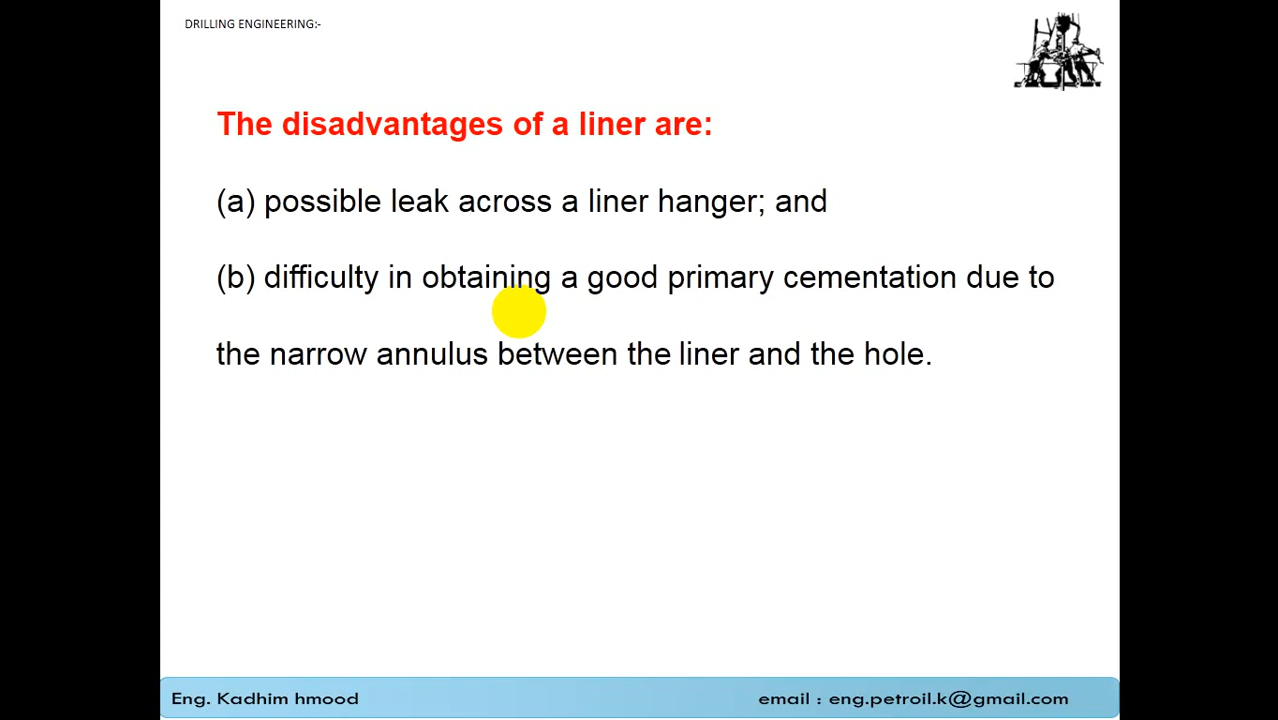 DRILLING ENGINEERING:-
The disadvantages of a liner are:
(a) possible leak across a liner hanger; and
(b) difficulty in obtaining a good primary cementation due to
the narrow annulus between the liner and the hole.
Eng. Kadhim hmood
email : eng.petroil.k@gmail.com